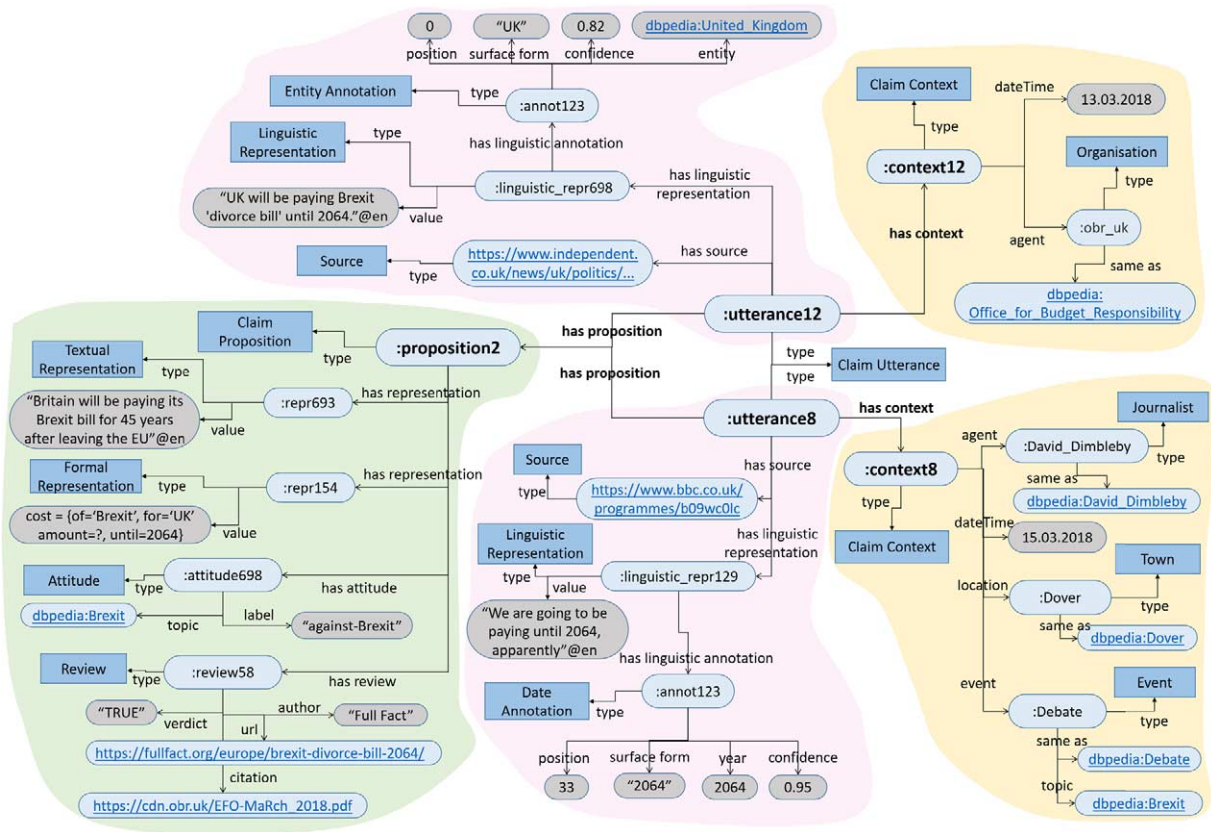 0
“UK”
0.82
dbpedia:United_Kingdom
position
surface form
confidence
entity
Entity Annotation
type
:annot123
has linguistic annotation
Linguistic
Representation
type
:linguistic_repr698
has linguistic
representation
“UK will be paying Brexit
'divorce bill' until 2064.”@en
value
Source
type
https://www.independent.
co.uk/news/uk/politics/...
has source
:utterance12
Claim Context
type
dateTime
13.03.2018
:context12
Organisation
type
has context
agent
:obr_uk
same as
dbpedia:
Office_for_Budget_Responsibility
Claim
Proposition
type
:proposition2
has proposition
has proposition
Textual
Representation
type
:repr693
has representation
“Britain will be paying its
Brexit bill for 45 years
after leaving the EU”@en
value
Formal
Representation
type
:repr154
has representation
cost = {of=‘Brexit’, for=‘UK’
amount=?, until=2064}
value
Attitude
type
:attitude698
has attitude
dbpedia:Brexit
topic
label
“against-Brexit”
Review
type
:review58
has review
“TRUE”
verdict
author
“Full Fact”
url
https://fullfact.org/europe/brexit-divorce-bill-2064/
citation
https://cdn.obr.uk/EFO-MaRch_2018.pdf
type
type
Claim Utterance
:utterance8
has context
Source
type
https://www.bbc.co.uk/
programmes/b09wc0lc
has source
Linguistic
Representation
type
value
:linguistic_repr129
has linguistic
representation
“We are going to be
paying until 2064,
apparently”@en
has linguistic annotation
Date
Annotation
type
:annot123
position
surface form
year
confidence
33
“2064”
2064
0.95
:context8
type
Claim Context
Journalist
agent
:David_Dimbleby
type
same as
dbpedia:David_Dimbleby
dateTime
15.03.2018
Town
location
:Dover
type
same as
dbpedia:Dover
event
Event
:Debate
type
same as
dbpedia:Debate
topic
dbpedia:Brexit